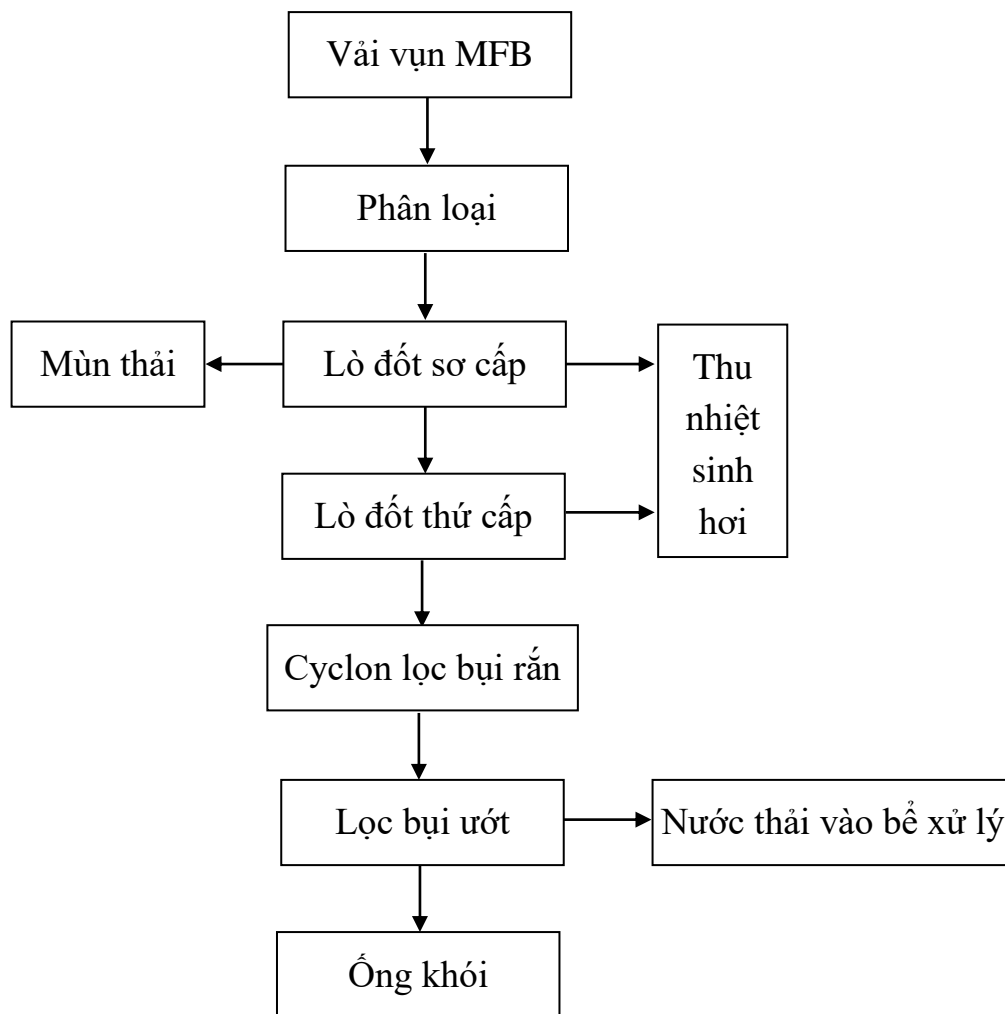 Vải vụn MFB
Phân loại
Mùn thải
Lò đốt sơ cấp
Thu
nhiệt
sinh
hơi
Lò đốt thứ cấp
Cyclon lọc bụi rắn
Lọc bụi ướt
Nước thải vào bể xử lý
Ống khói